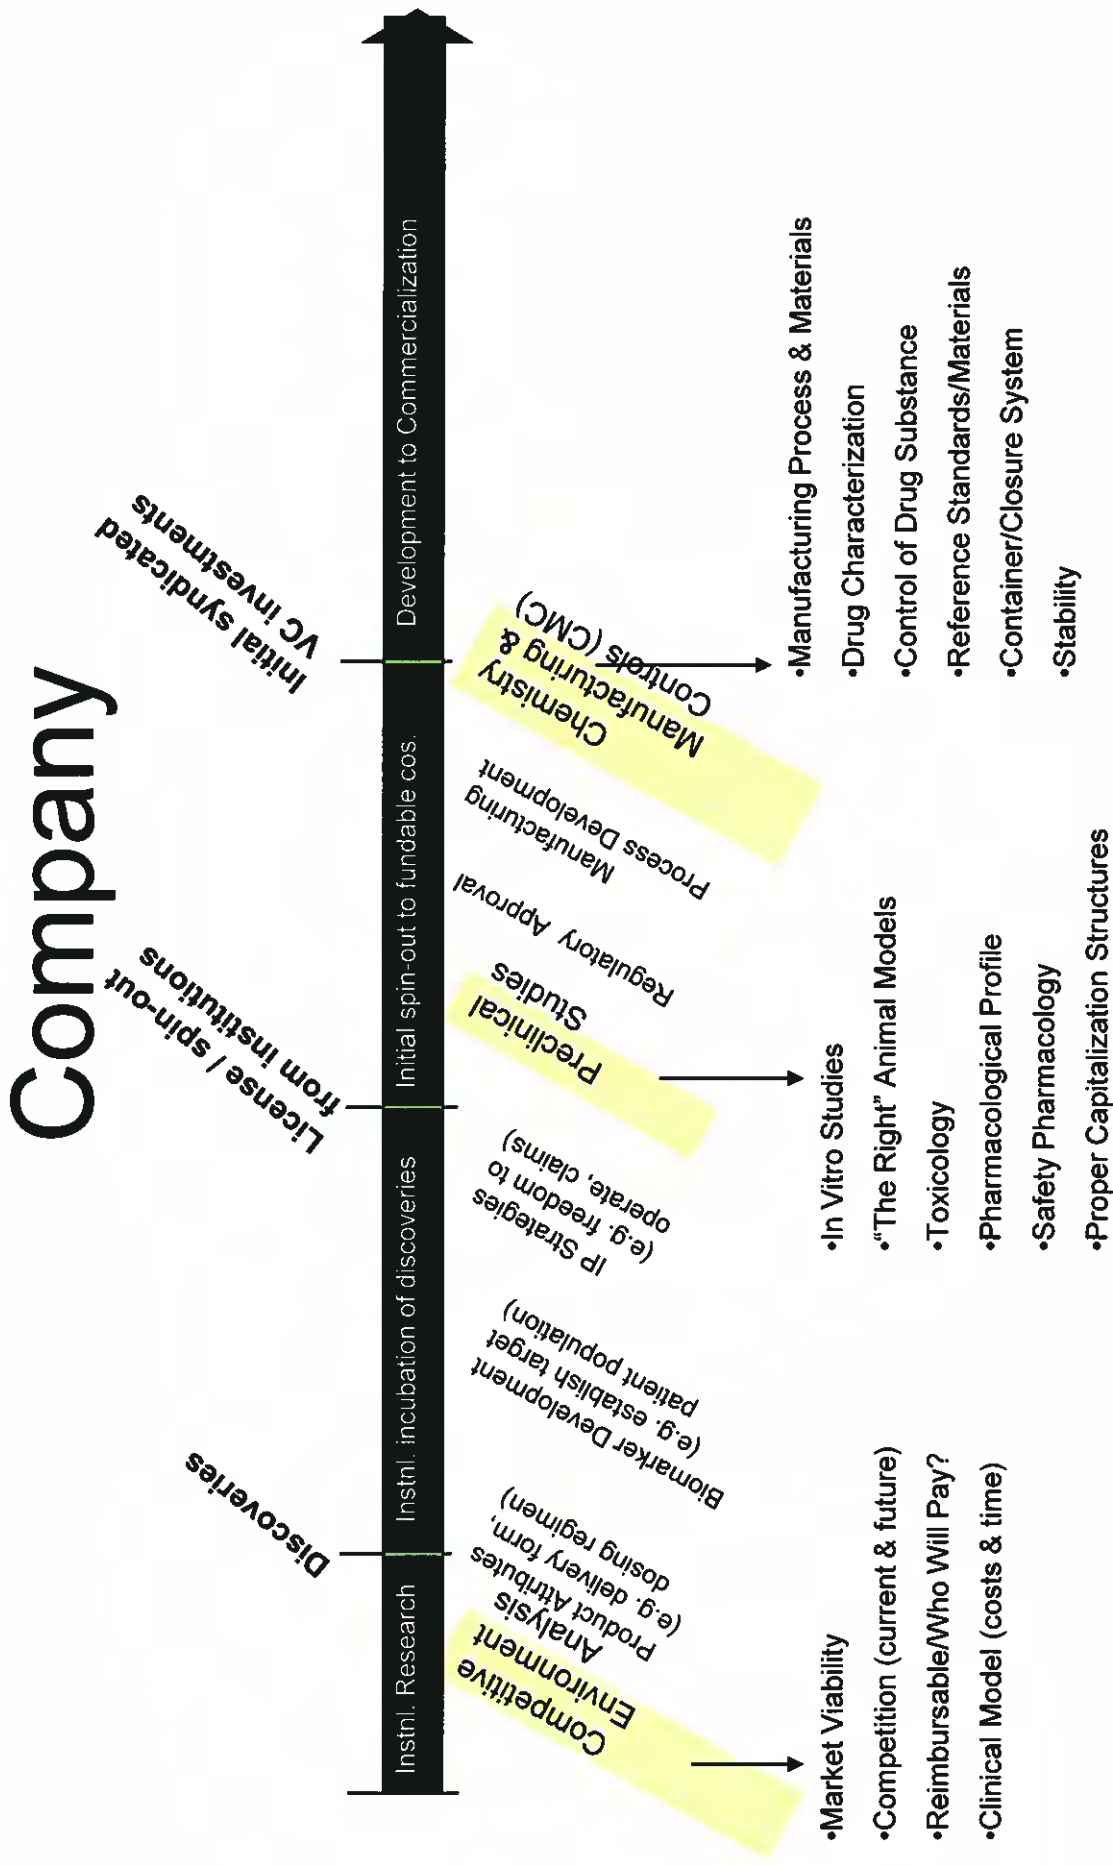 Company
Discoveries
License / spin-out
from institutions
Initial syndicated
VC investments
Instnl. Research
Instnl. incubation of discoveries
Initial spin-out to fundable cos.
Development to Commercialization
Competitive
Environment
Analysis
Product Attributes
(e.g. delivery form,
dosing regimen)
Biomarker Development
(e.g. establish target
patient population)
IP Strategies
(e.g. freedom to
operate, claims)
Preclinical
Studies
Regulatory Approval
Manufacturing
Process Development
Chemistry
Manufacturing &
Controls (CMC)
•Market Viability
•Competition (current & future)
•Reimbursable/Who Will Pay?
•Clinical Model (costs & time)
•In Vitro Studies
•“The Right” Animal Models
•Toxicology
•Pharmacological Profile
•Safety Pharmacology
•Proper Capitalization Structures
•Manufacturing Process & Materials
•Drug Characterization
•Control of Drug Substance
•Reference Standards/Materials
•Container/Closure System
•Stability